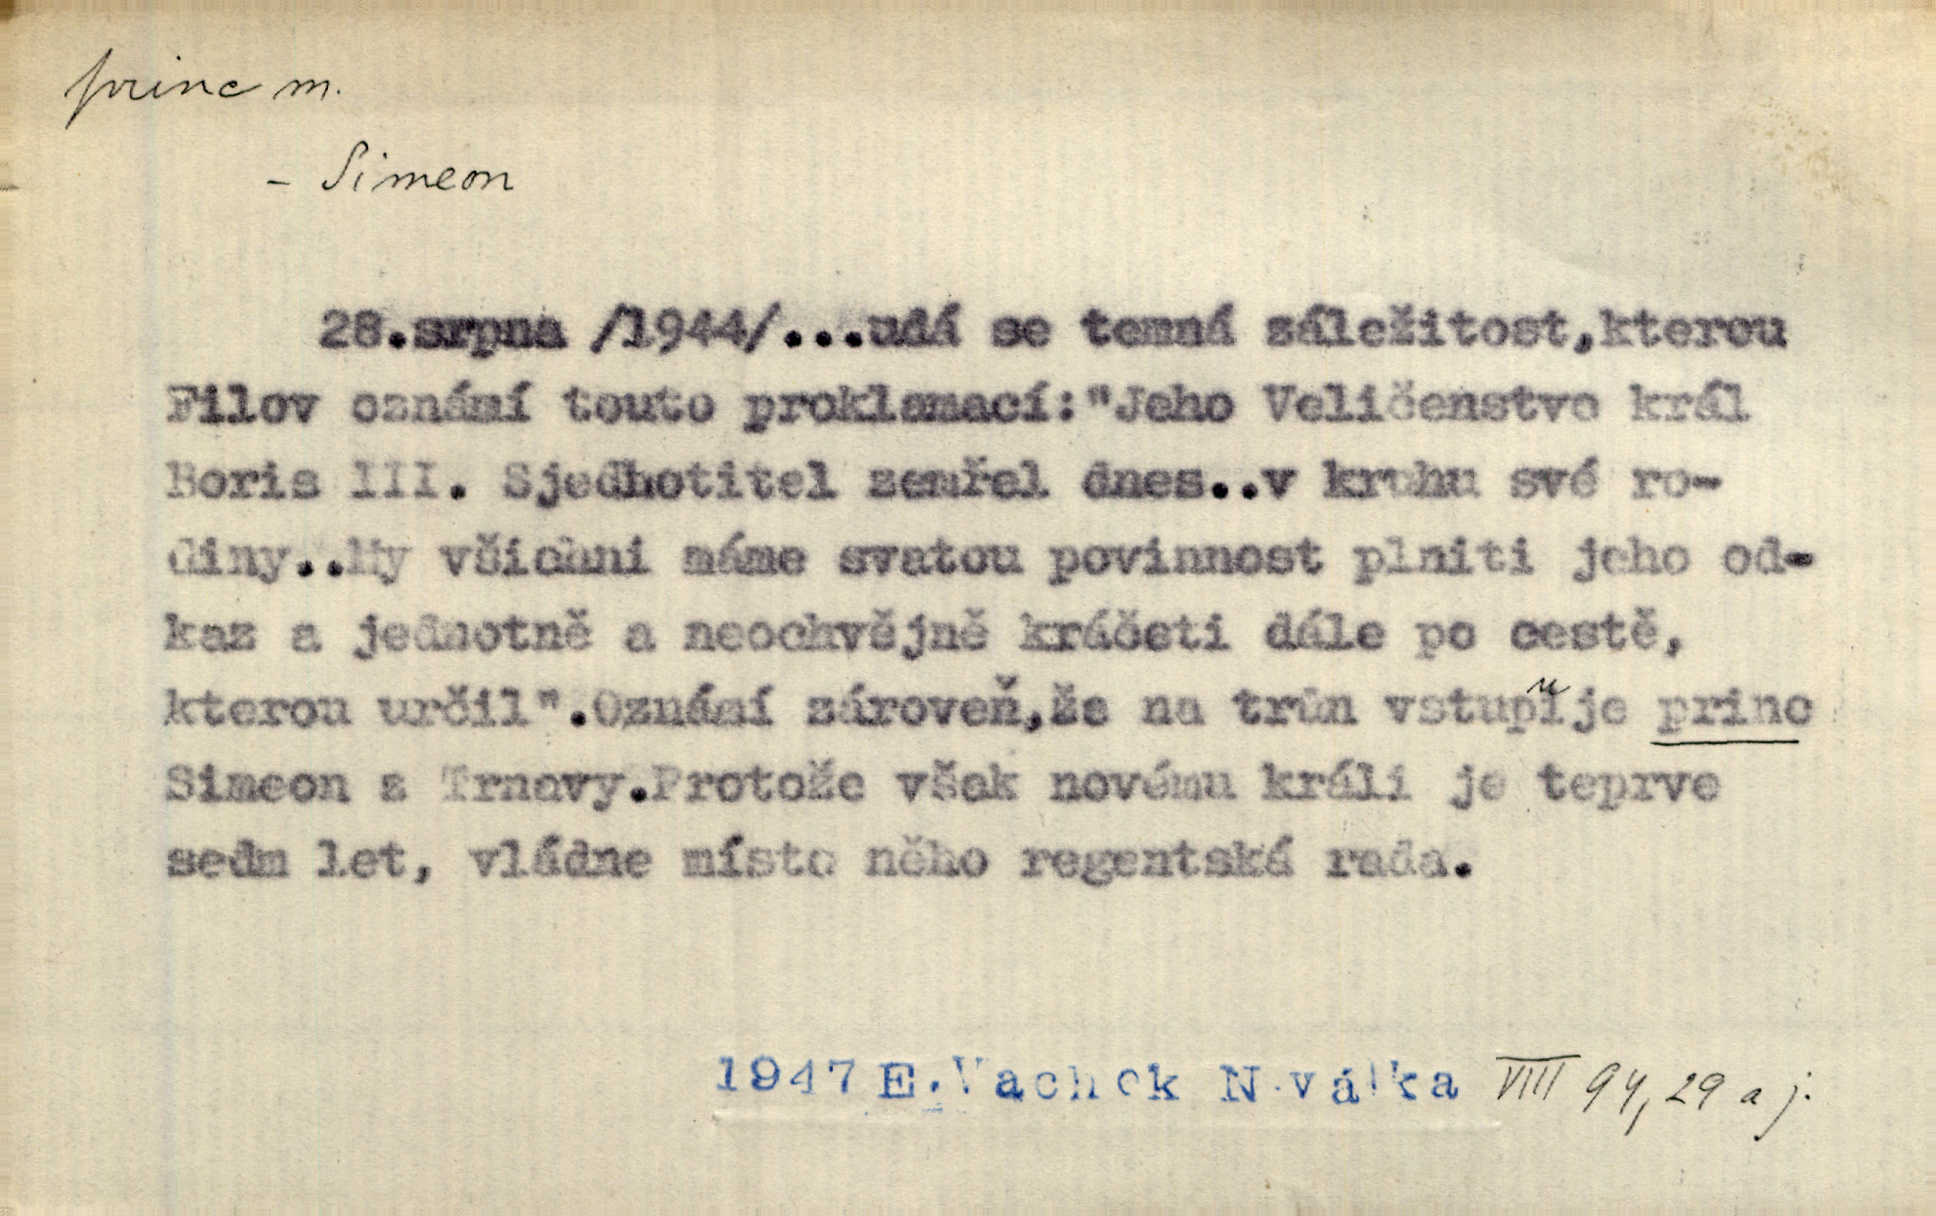 princ m.
- Simeon
28.srpna /1944/...udá se temná záležitost,kterou
Filov oznámí touto proklamací:"Jeho Veličenstvo král
Boris III. Sjednotitel zemřel dnes..v kruhu své ro-
diny..My všichni máme svatou povinnost plniti jeho od-
kaz a jednotně a neochvějně kráčeti dále po cestě,
kterou určil".Oznámí zároveň,že na trůn vstupuje princ
Simeon z Trnavy.Protože však novému králi je teprve
sedm let, vládne místo něho regentská rada.
1947 E.Vachek N.válka VIII 94, 29 a j.